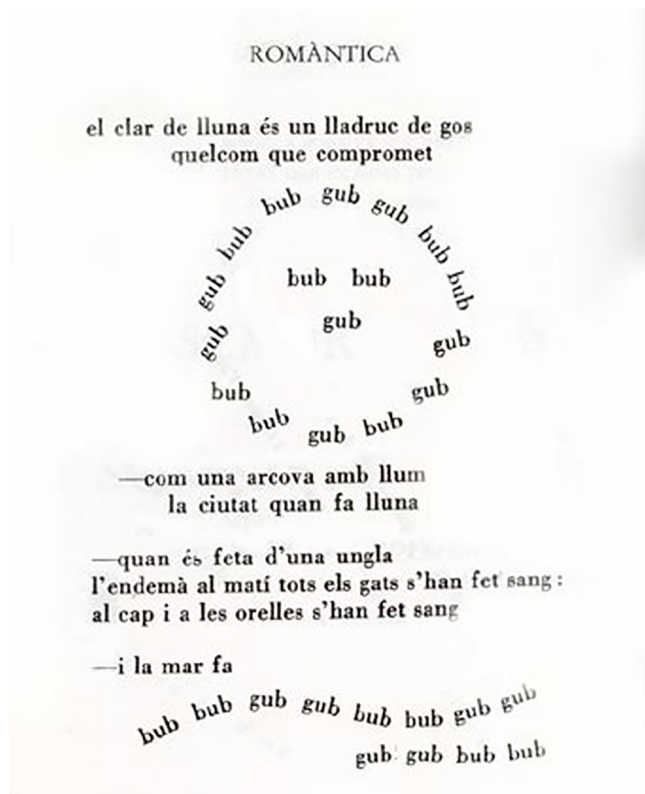 ROMÀNTICA
el clar de lluna és un lladruc de gos
quelcom que compromet
gub gub bub bub gub gub bub bub gub gub bub gub bub bub
bub bub
gub
—com una arcova amb llum
la ciutat quan fa lluna
—quan és feta d'una ungla
l'endemà al matí tots els gats s'han fet sang:
al cap i a les orelles s'han fet sang
—i la mar fa
bub bub gub gub bub bub gub gub
gub gub bub bub